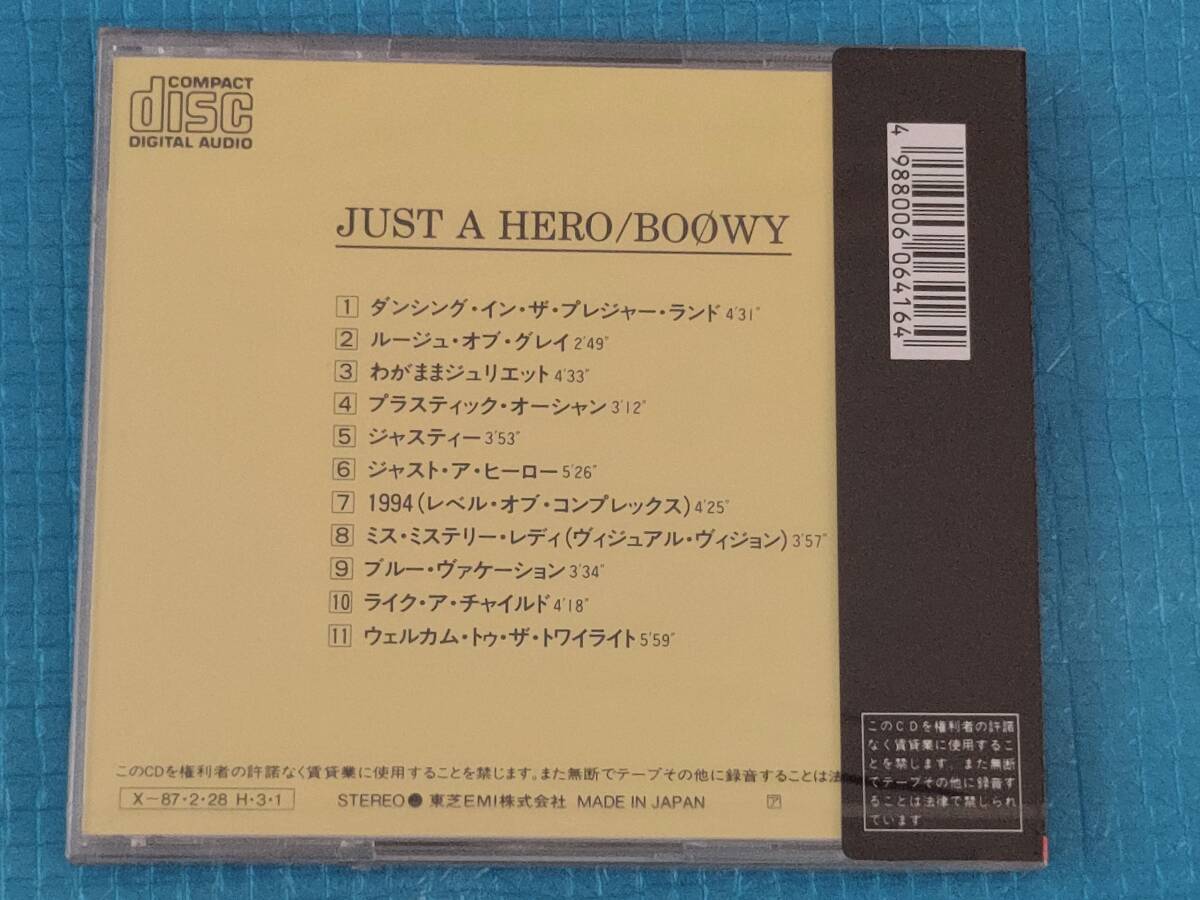 COMPACT
disc
DIGITAL AUDIO
JUST A HERO/BOØWY
1 ダンシング・イン・ザ・プレジャー・ランド 4'31"
2 ルージュ・オブ・グレイ 2'49"
3 わがままジュリエット 4'33"
4 プラスティック・オーシャン 3'12"
5 ジャスティー 3'53"
6 ジャスト・ア・ヒーロー 5'26"
7 1994(レベル・オブ・コンプレックス) 4'25"
8 ミス・ミステリー・レディ(ヴィジュアル・ヴィジョン) 3'57"
9 ブルー・ヴァケーション 3'34"
10 ライク・ア・チャイルド 4'18"
11 ウェルカム・トゥ・ザ・トワイライト 5'59"
このCDを権利者の許諾なく賃貸業に使用することを禁じます。また無断でテープその他に録音することは法
X-87・2・28 H・3・1 STEREO● 東芝EMI株式会社 MADE IN JAPAN ア
4 988006 064164
このCDを権利者の許諾
なく賃貸業に使用するこ
とを禁じます。また無断
でテープその他に録音す
ることは法律で禁じられ
ています